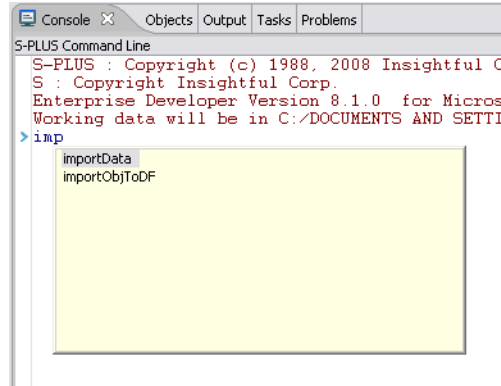 Console Objects Output Tasks Problems
S-PLUS Command Line
S-PLUS : Copyright (c) 1988, 2008 Insightful
S : Copyright Insightful Corp.
Enterprise Developer Version 8.1.0 for Micros
Working data will be in C:/DOCUMENTS AND SETTI
> imp
importData
importObjToDF